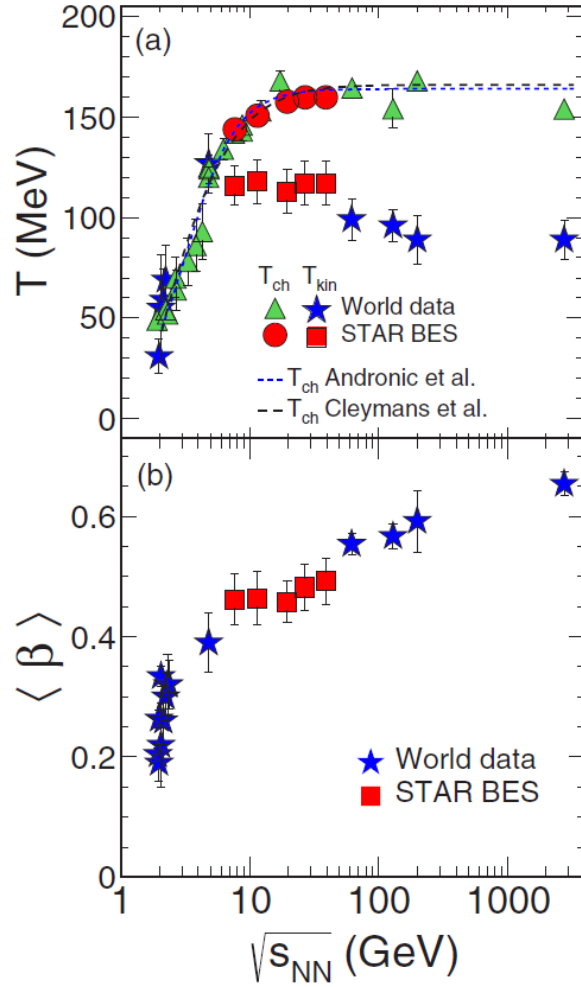 200
(a)
150
100
50
0
T (MeV)
T_ch T_kin
World data
STAR BES
T_ch Andronic et al.
T_ch Cleymans et al.
(b)
0.6
0.4
0.2
0
⟨ β ⟩
World data
STAR BES
1 10 100 1000
√s_NN (GeV)